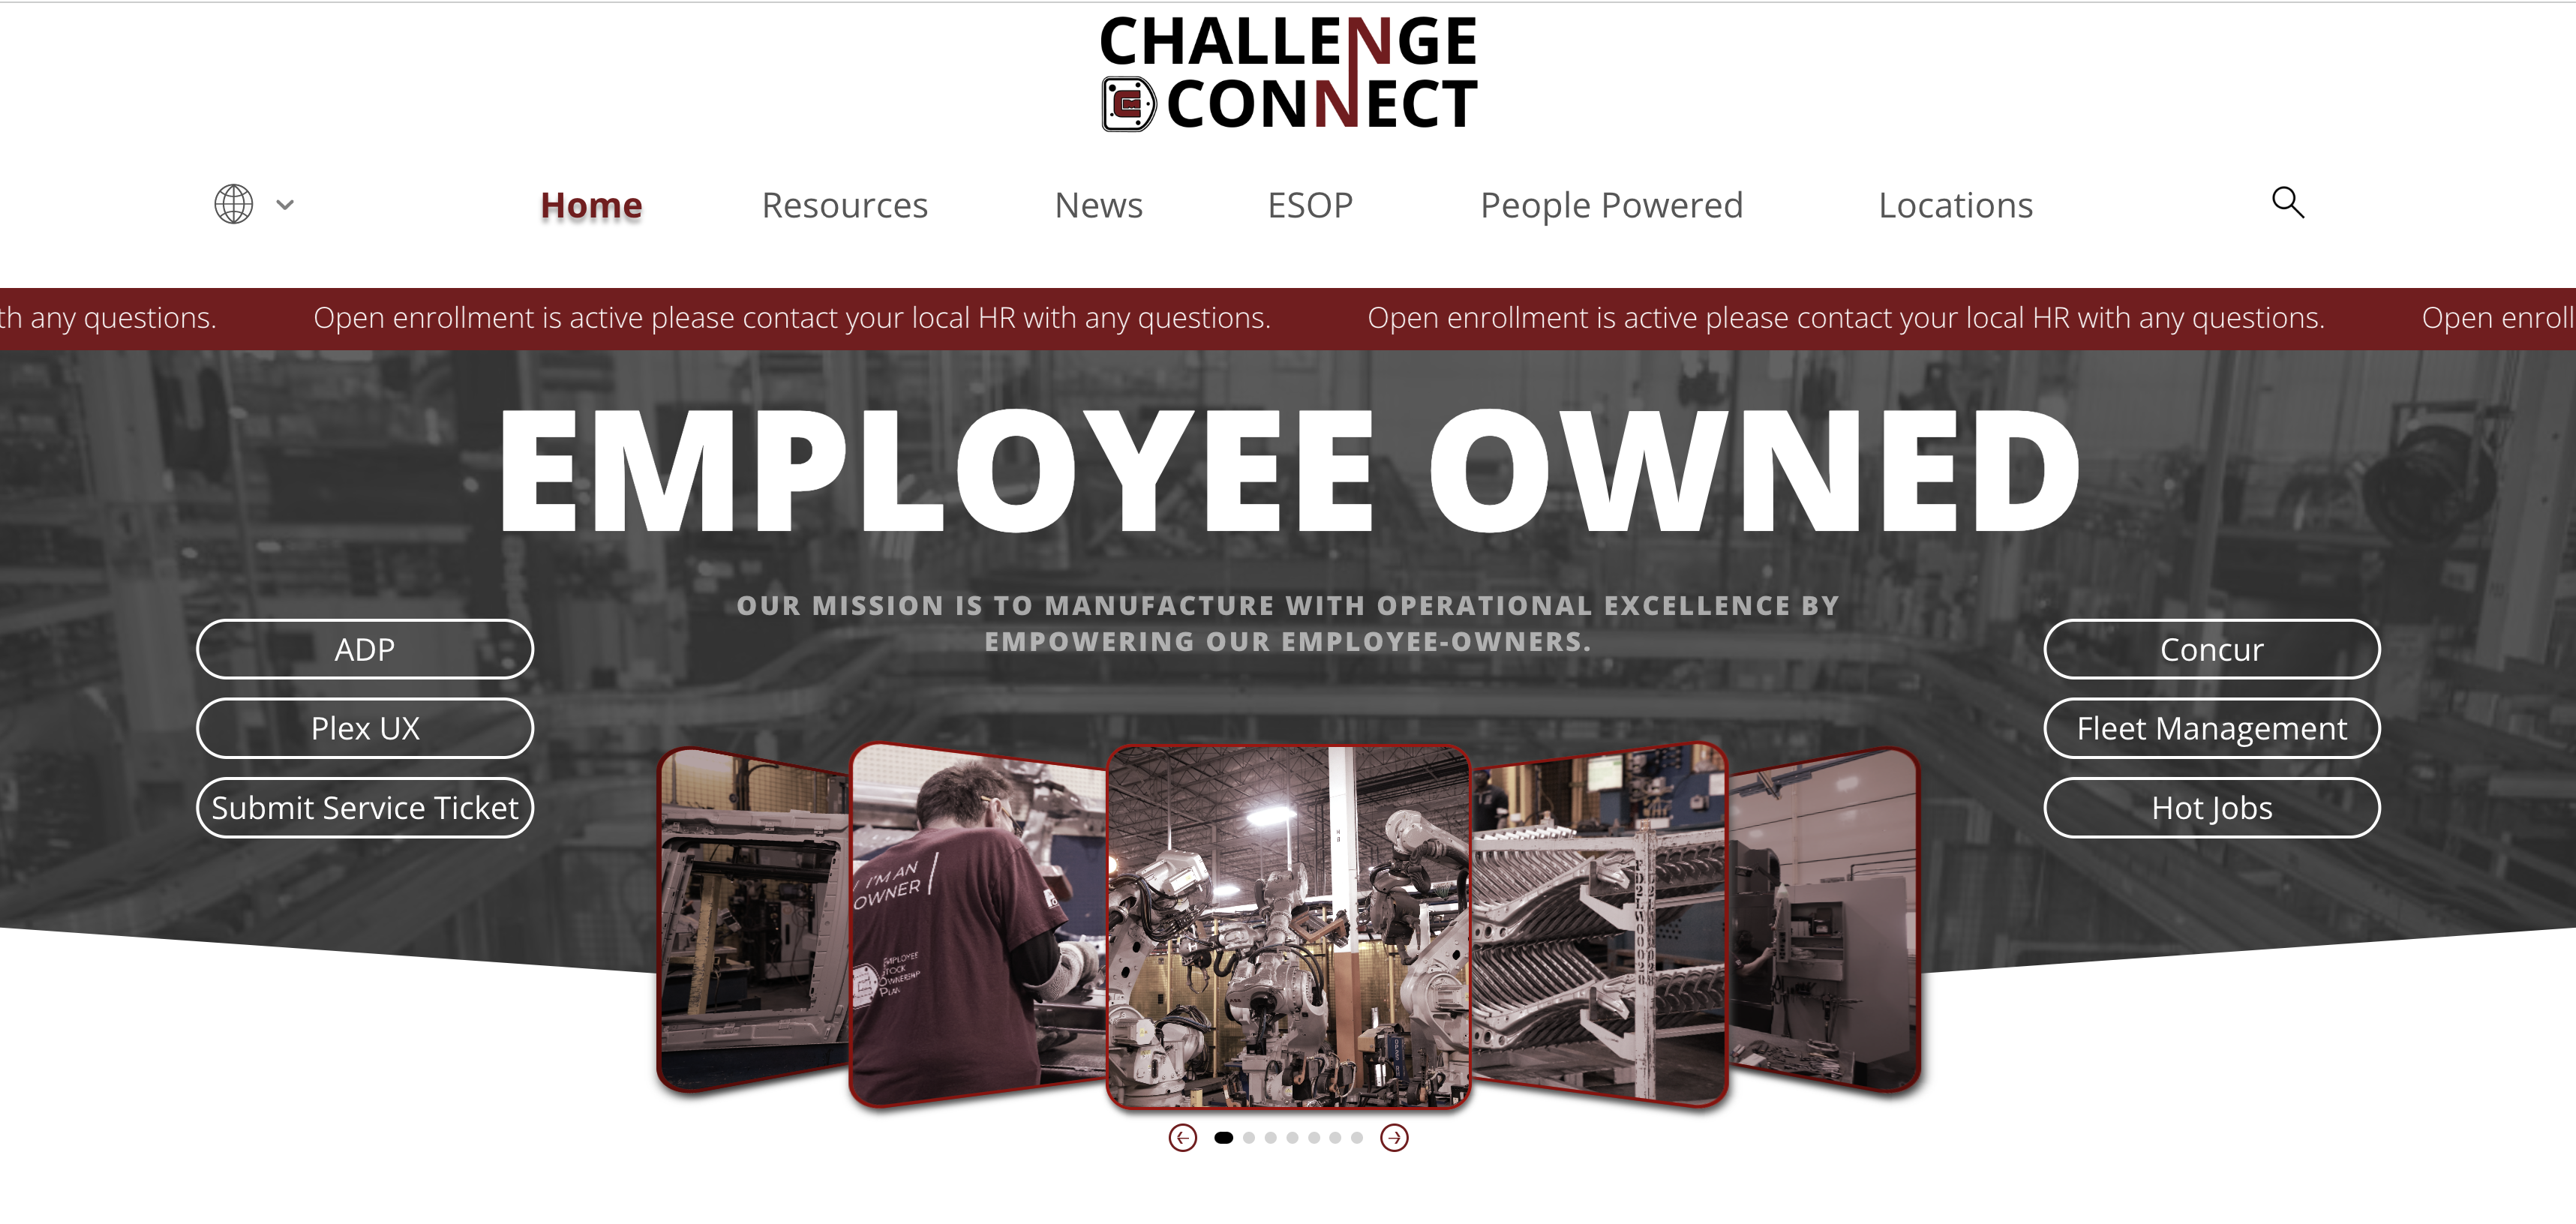 CHALLENGE
CONNECT
Home Resources News ESOP People Powered Locations
th any questions. Open enrollment is active please contact your local HR with any questions. Open enrollment is active please contact your local HR with any questions. Open enroll
EMPLOYEE OWNED
OUR MISSION IS TO MANUFACTURE WITH OPERATIONAL EXCELLENCE BY
EMPOWERING OUR EMPLOYEE-OWNERS.
ADP
Plex UX
Submit Service Ticket
Concur
Fleet Management
Hot Jobs
I'M AN
OWNER
EMPLOYEE
STOCK
OWNERSHIP
PLAN